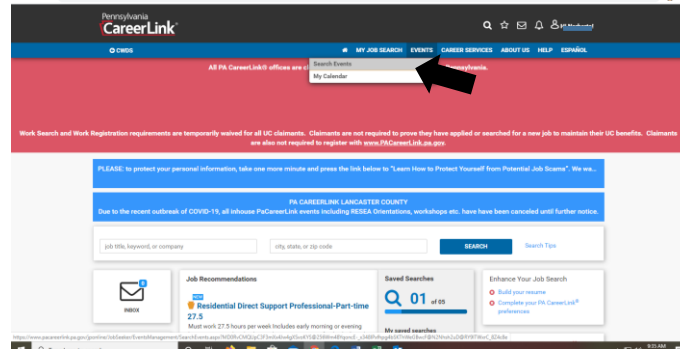 Pennsylvania
CareerLink®
CWDS
MY JOB SEARCH EVENTS CAREER SERVICES ABOUT US HELP ESPAÑOL
Search Events
My Calendar
All PA CareerLink® offices are
nsylvania.
Work Search and Work Registration requirements are temporarily waived for all UC claimants. Claimants are not required to prove they have applied or searched for a new job to maintain their UC benefits. Claimants
are also not required to register with www.PACareerLink.pa.gov.
PLEASE: to protect your personal information, take one more minute and press the link below to "Learn How to Protect Yourself from Potential Job Scams". We wa...
PA CAREERLINK LANCASTER COUNTY
Due to the recent outbreak of COVID-19, all inhouse PaCareerLink events including RESEA Orientations, workshops etc. have have been canceled until further notice.
job title, keyword, or company
city, state, or zip code
SEARCH
Search Tips
INBOX
Job Recommendations
NEW
Residential Direct Support Professional-Part-time
27.5
Must work 27.5 hours per week Includes early morning or evening
Saved Searches
01 of 05
My saved searches
Enhance Your Job Search
Build your resume
Complete your PA CareerLink®
preferences
9:25 AM